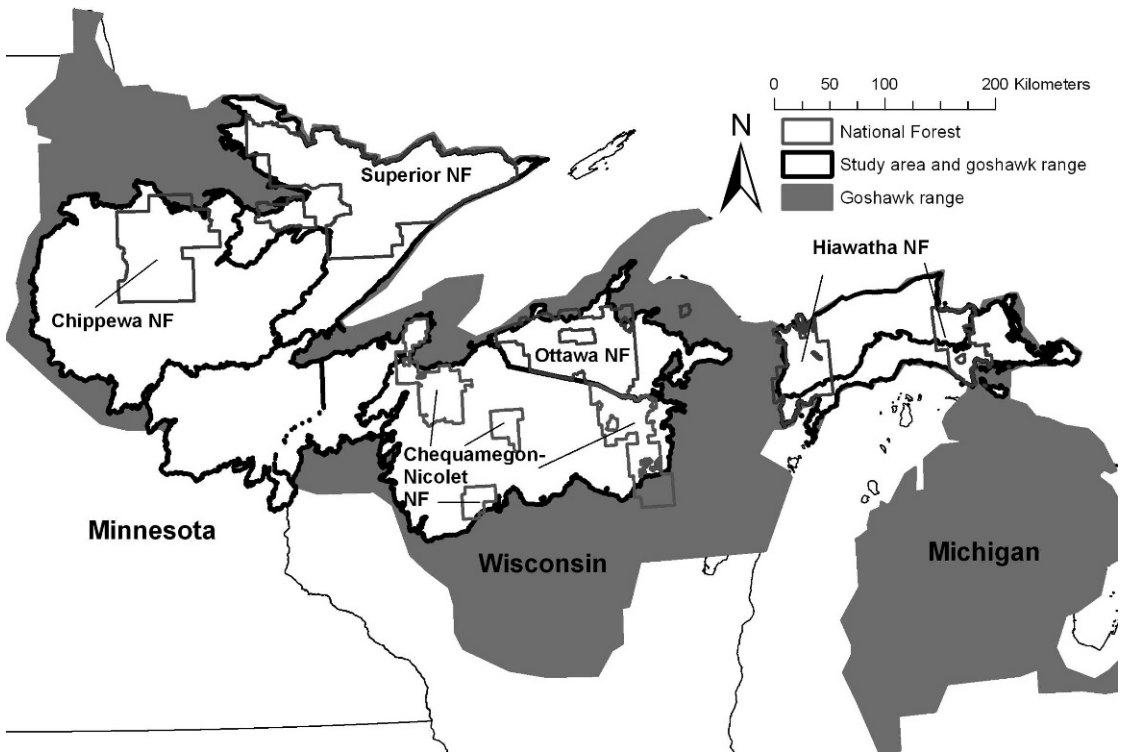 0 50 100 200 Kilometers
N
National Forest
Study area and goshawk range
Goshawk range
Superior NF
Hiawatha NF
Chippewa NF
Ottawa NF
Chequamegon-
Nicolet
NF
Minnesota
Wisconsin
Michigan